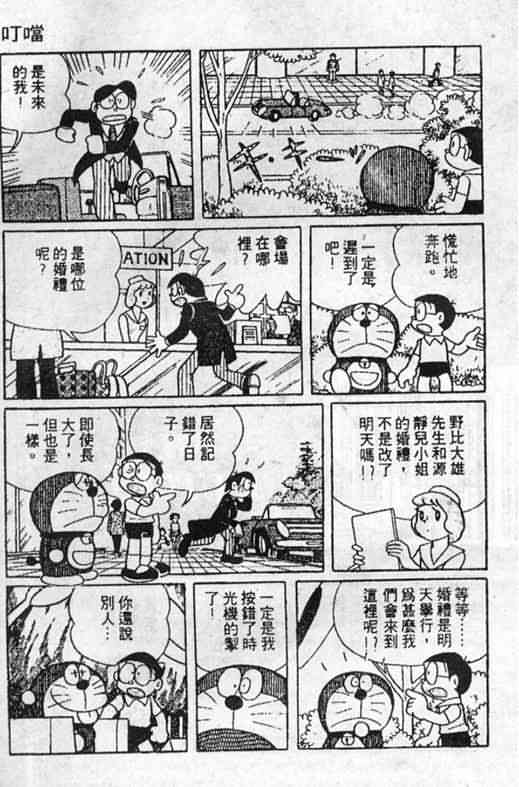 叮噹
是未來
的我！
慌忙地
奔跑。
一定是
遲到了
吧！
會場
在哪
裡？
ATION
是哪位
的婚禮
呢？
野比大雄
先生和源
靜兒小姐
的婚禮，
不是改了
明天嗎！？
居然記
錯了日
子。
即使長
大了，
但也是
一樣。
等等……
婚禮是明
天舉行，
爲甚麼我
們會來到
這裡呢！？
一定是我
按錯了時
光機的掣
了！
你還說
別人…